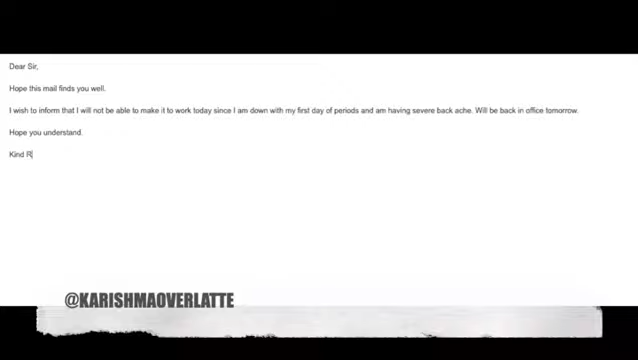 Dear Sir,
Hope this mail finds you well.
I wish to inform that I will not be able to make it to work today since I am down with my first day of periods and am having severe back ache. Will be back in office tomorrow.
Hope you understand.
Kind R
@KARISHMAOVERLATTE